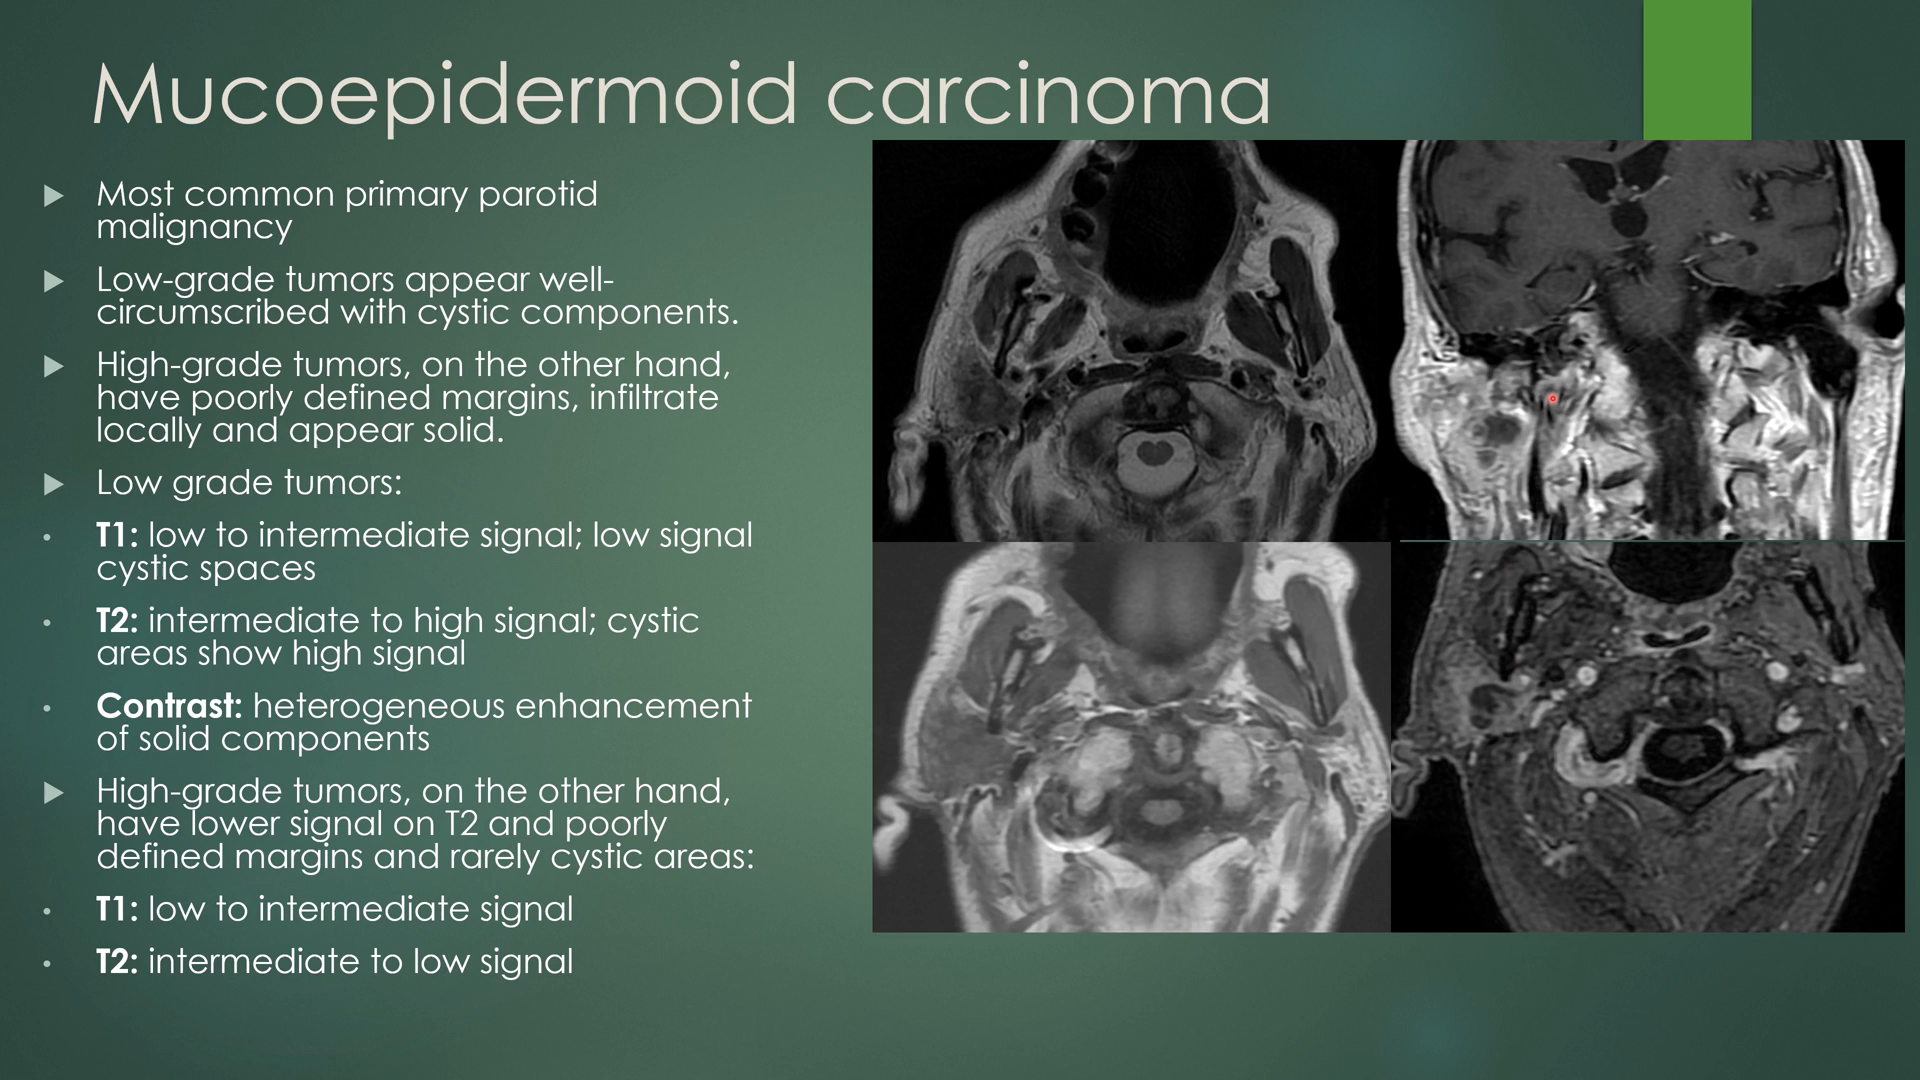 Mucoepidermoid carcinoma
Most common primary parotid
malignancy
Low-grade tumors appear well-
circumscribed with cystic components.
High-grade tumors, on the other hand,
have poorly defined margins, infiltrate
locally and appear solid.
Low grade tumors:
T1: low to intermediate signal; low signal
cystic spaces
T2: intermediate to high signal; cystic
areas show high signal
Contrast: heterogeneous enhancement
of solid components
High-grade tumors, on the other hand,
have lower signal on T2 and poorly
defined margins and rarely cystic areas:
T1: low to intermediate signal
T2: intermediate to low signal